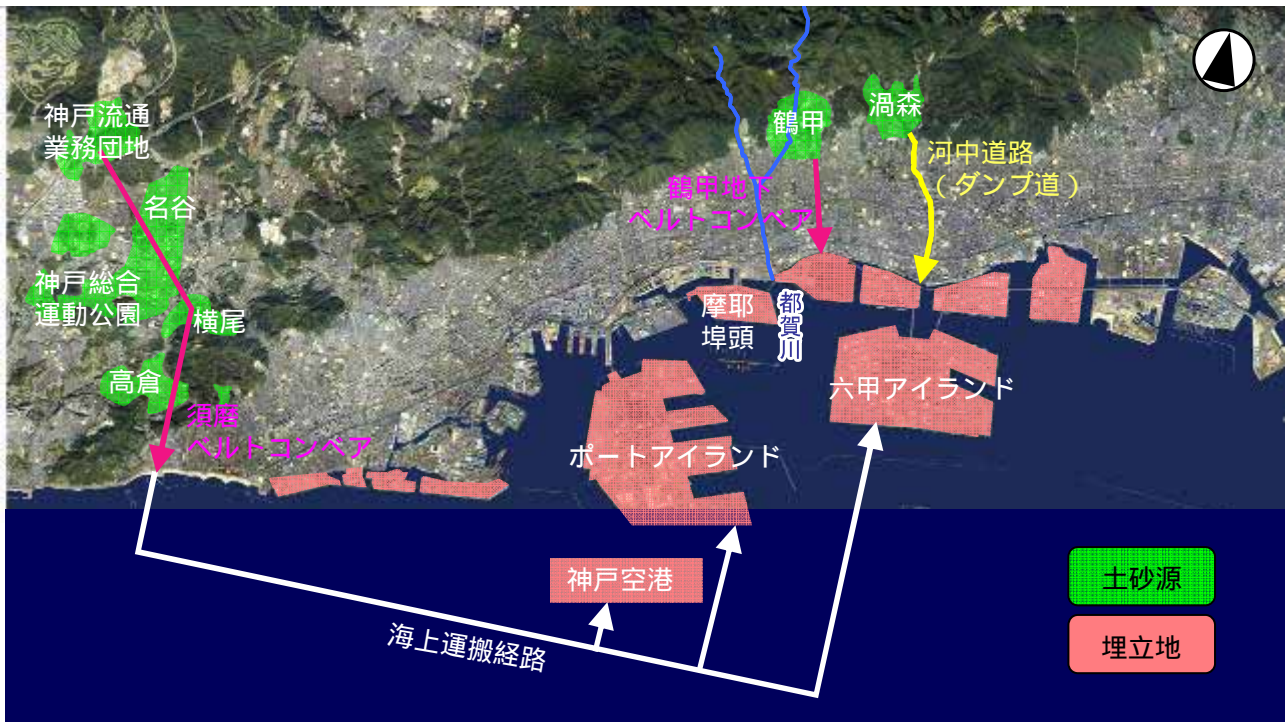 神戸流通
業務団地
名谷
神戸総合
運動公園
横尾
高倉
須磨
ベルトコンベア
鶴甲
渦森
河中道路
（ダンプ道）
鶴甲地下
ベルトコンベア
摩耶
埠頭
都賀川
六甲アイランド
ポートアイランド
神戸空港
海上運搬経路
土砂源
埋立地